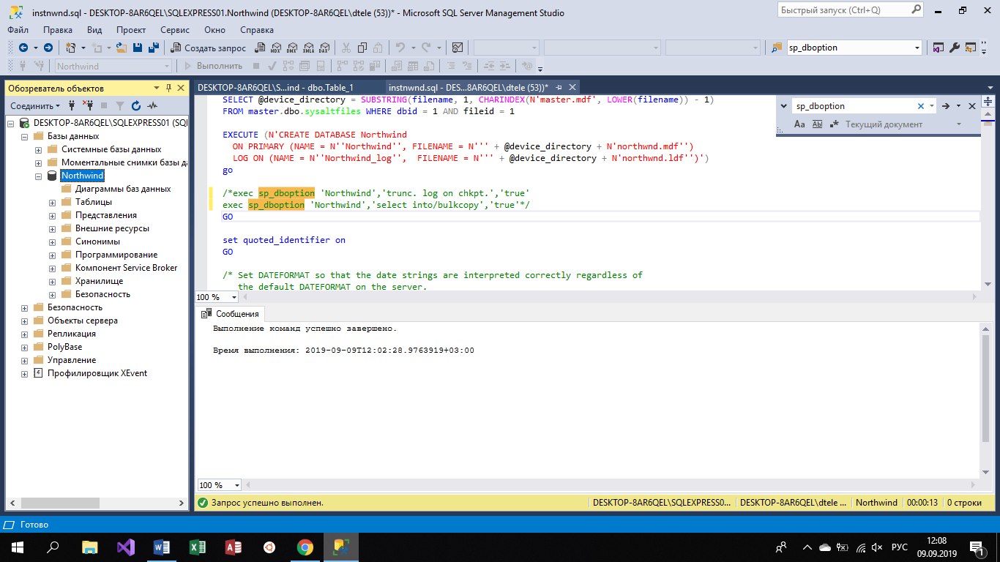 instnwnd.sql - DESKTOP-8AR6QEL\SQLEXPRESS01.Northwind (DESKTOP-8AR6QEL\dtele (53))* - Microsoft SQL Server Management Studio
Быстрый запуск (Ctrl+Q)
Файл Правка Вид Проект Сервис Окно Справка
Создать запрос MDX DMX XMLA DAX sp_dboption
Northwind Выполнить
Обозреватель объектов
Соединить
DESKTOP-8AR6QEL\SQLEXPRESS01 (SQL
Базы данных
Системные базы данных
Моментальные снимки базы да
Northwind
Диаграммы баз данных
Таблицы
Представления
Внешние ресурсы
Синонимы
Программирование
Компонент Service Broker
Хранилище
Безопасность
Безопасность
Объекты сервера
Репликация
PolyBase
Управление
Профилировщик XEvent
DESKTOP-8AR6QEL\S...ind - dbo.Table_1
instnwnd.sql - DES...8AR6QEL\dtele (53))*
SELECT @device_directory = SUBSTRING(filename, 1, CHARINDEX(N'master.mdf', LOWER(filename)) - 1)
FROM master.dbo.sysaltfiles WHERE dbid = 1 AND fileid = 1
EXECUTE (N'CREATE DATABASE Northwind
ON PRIMARY (NAME = N''Northwind'', FILENAME = N''' + @device_directory + N'northwnd.mdf'')
LOG ON (NAME = N''Northwind_log'', FILENAME = N''' + @device_directory + N'northwnd.ldf'')')
go
/*exec sp_dboption 'Northwind','trunc. log on chkpt.','true'
exec sp_dboption 'Northwind','select into/bulkcopy','true'*/
GO
set quoted_identifier on
GO
/* Set DATEFORMAT so that the date strings are interpreted correctly regardless of
the default DATEFORMAT on the server.
sp_dboption
Aa Ab Текущий документ
100 %
Сообщения
Выполнение команд успешно завершено.
Время выполнения: 2019-09-09T12:02:28.9763919+03:00
100 %
Запрос успешно выполнен.
DESKTOP-8AR6QEL\SQLEXPRESS0... DESKTOP-8AR6QEL\dtele ... Northwind 00:00:13 0 строки
Готово
РУС
12:08
09.09.2019
1